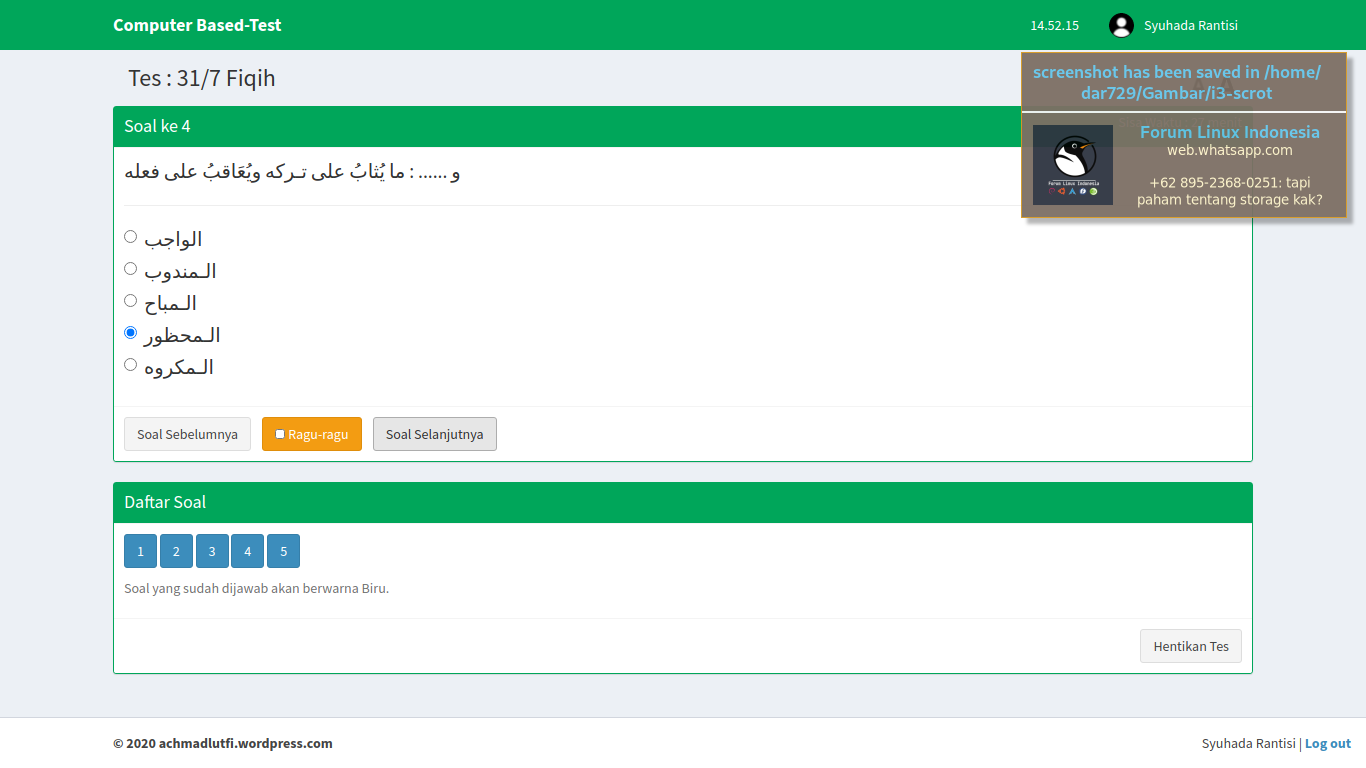 Computer Based-Test
14.52.15
Syuhada Rantisi
Tes : 31/7 Fiqih
screenshot has been saved in /home/
dar729/Gambar/i3-scrot
Forum Linux Indonesia
web.whatsapp.com
+62 895-2368-0251: tapi
paham tentang storage kak?
Forum Linux Indonesia
Soal ke 4
و ...... : ما يُثابُ على تـركه ويُعَاقبُ على فعله
الواجب
الـمندوب
الـمباح
الـمحظور
الـمكروه
Soal Sebelumnya
Ragu-ragu
Soal Selanjutnya
Daftar Soal
1 2 3 4 5
Soal yang sudah dijawab akan berwarna Biru.
Hentikan Tes
© 2020 achmadlutfi.wordpress.com
Syuhada Rantisi | Log out